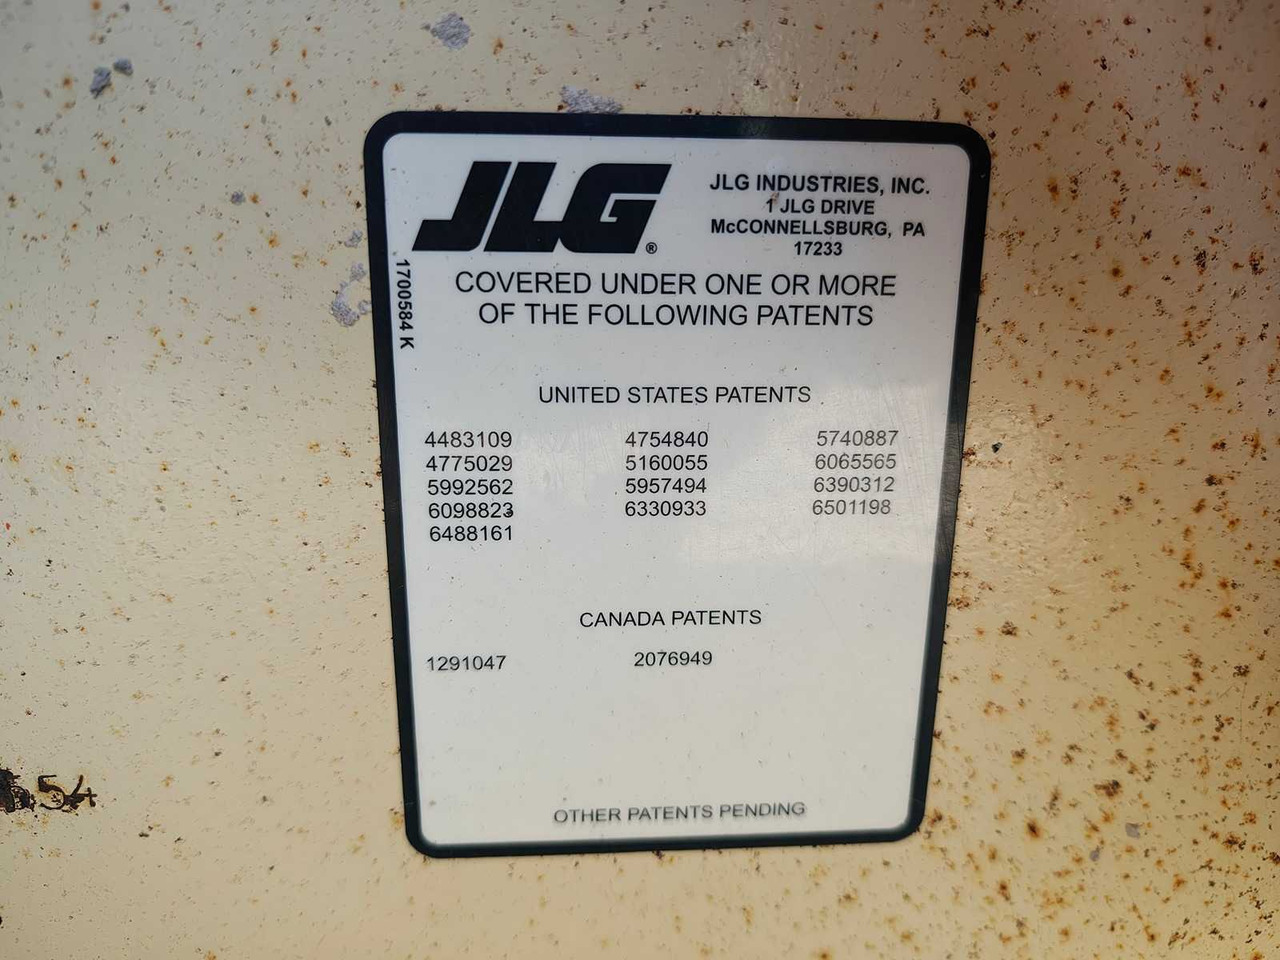 JLG®
JLG INDUSTRIES, INC.
1 JLG DRIVE
McCONNELLSBURG, PA
17233
1700584 K
COVERED UNDER ONE OR MORE
OF THE FOLLOWING PATENTS
UNITED STATES PATENTS
4483109 4754840 5740887
4775029 5160055 6065565
5992562 5957494 6390312
6098823 6330933 6501198
6488161
CANADA PATENTS
1291047 2076949
OTHER PATENTS PENDING